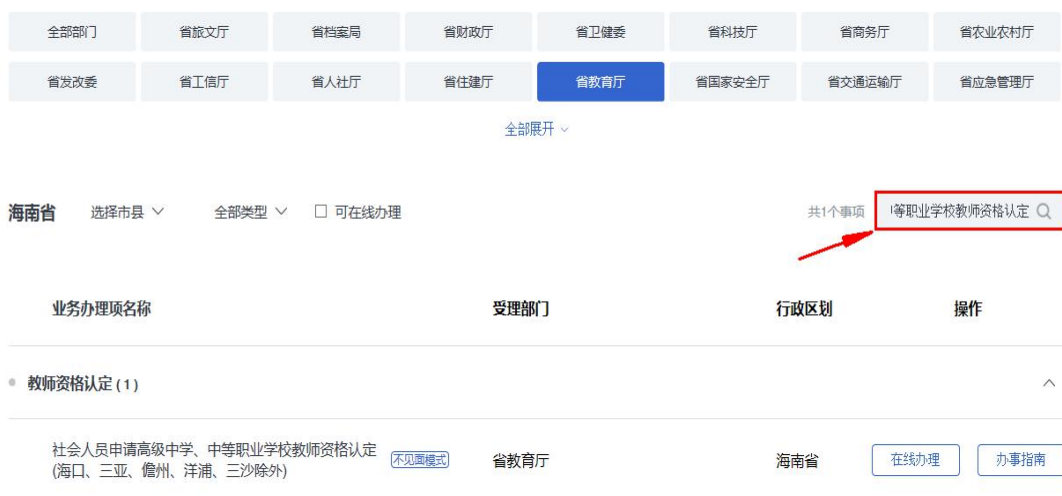 全部部门 省旅文厅 省档案局 省财政厅 省卫健委 省科技厅 省商务厅 省农业农村厅
省发改委 省工信厅 省人社厅 省住建厅 省教育厅 省国家安全厅 省交通运输厅 省应急管理厅
全部展开
海南省 选择市县 全部类型 可在线办理 共1个事项 等职业学校教师资格认定
业务办理项名称 受理部门 行政区划 操作
教师资格认定 (1)
社会人员申请高级中学、中等职业学校教师资格认定
(海口、三亚、儋州、洋浦、三沙除外) 不见面模式 省教育厅 海南省 在线办理 办事指南